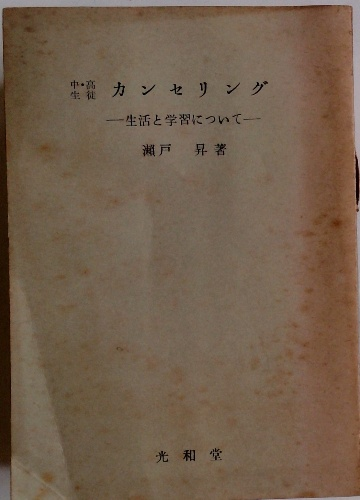 中・高生徒 カンセリング
―生活と学習について―
瀬戸 昇著
光和堂